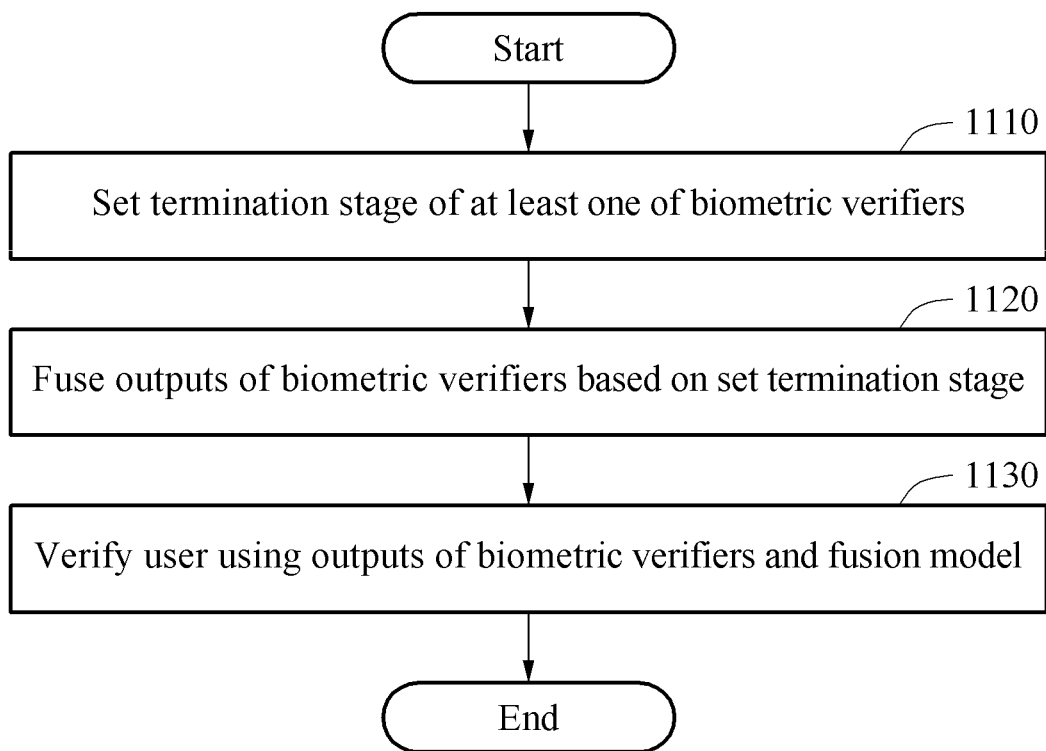 Start
1110
Set termination stage of at least one of biometric verifiers
1120
Fuse outputs of biometric verifiers based on set termination stage
1130
Verify user using outputs of biometric verifiers and fusion model
End